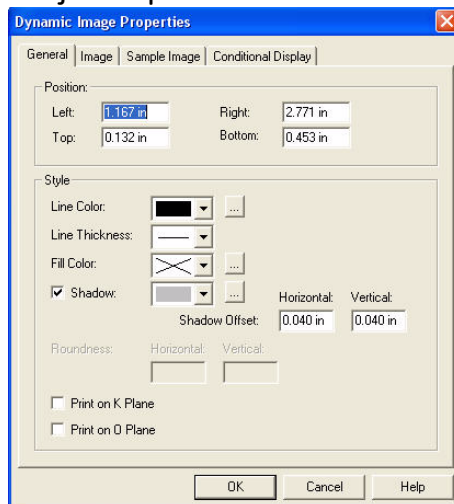 Dynamic Image Properties
General Image Sample Image Conditional Display
Position:
Left: 1.167 in Right: 2.771 in
Top: 0.132 in Bottom: 0.453 in
Style
Line Color: ...
Line Thickness:
Fill Color: ...
Shadow: ... Horizontal: Vertical:
Shadow Offset: 0.040 in 0.040 in
Roundness: Horizontal: Vertical:
Print on K Plane
Print on O Plane
OK Cancel Help